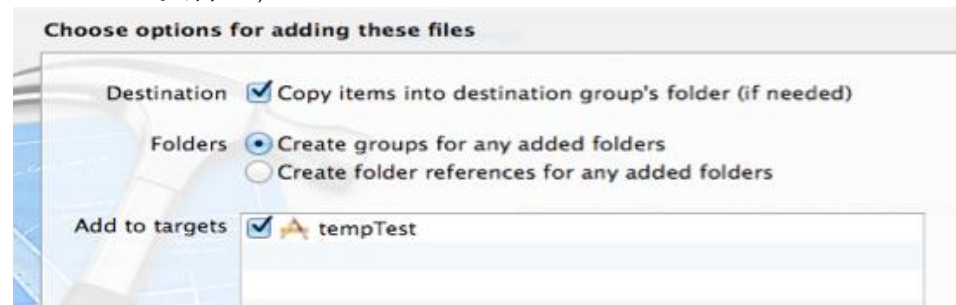 Choose options for adding these files
Destination Copy items into destination group's folder (if needed)
Folders Create groups for any added folders
Create folder references for any added folders
Add to targets tempTest